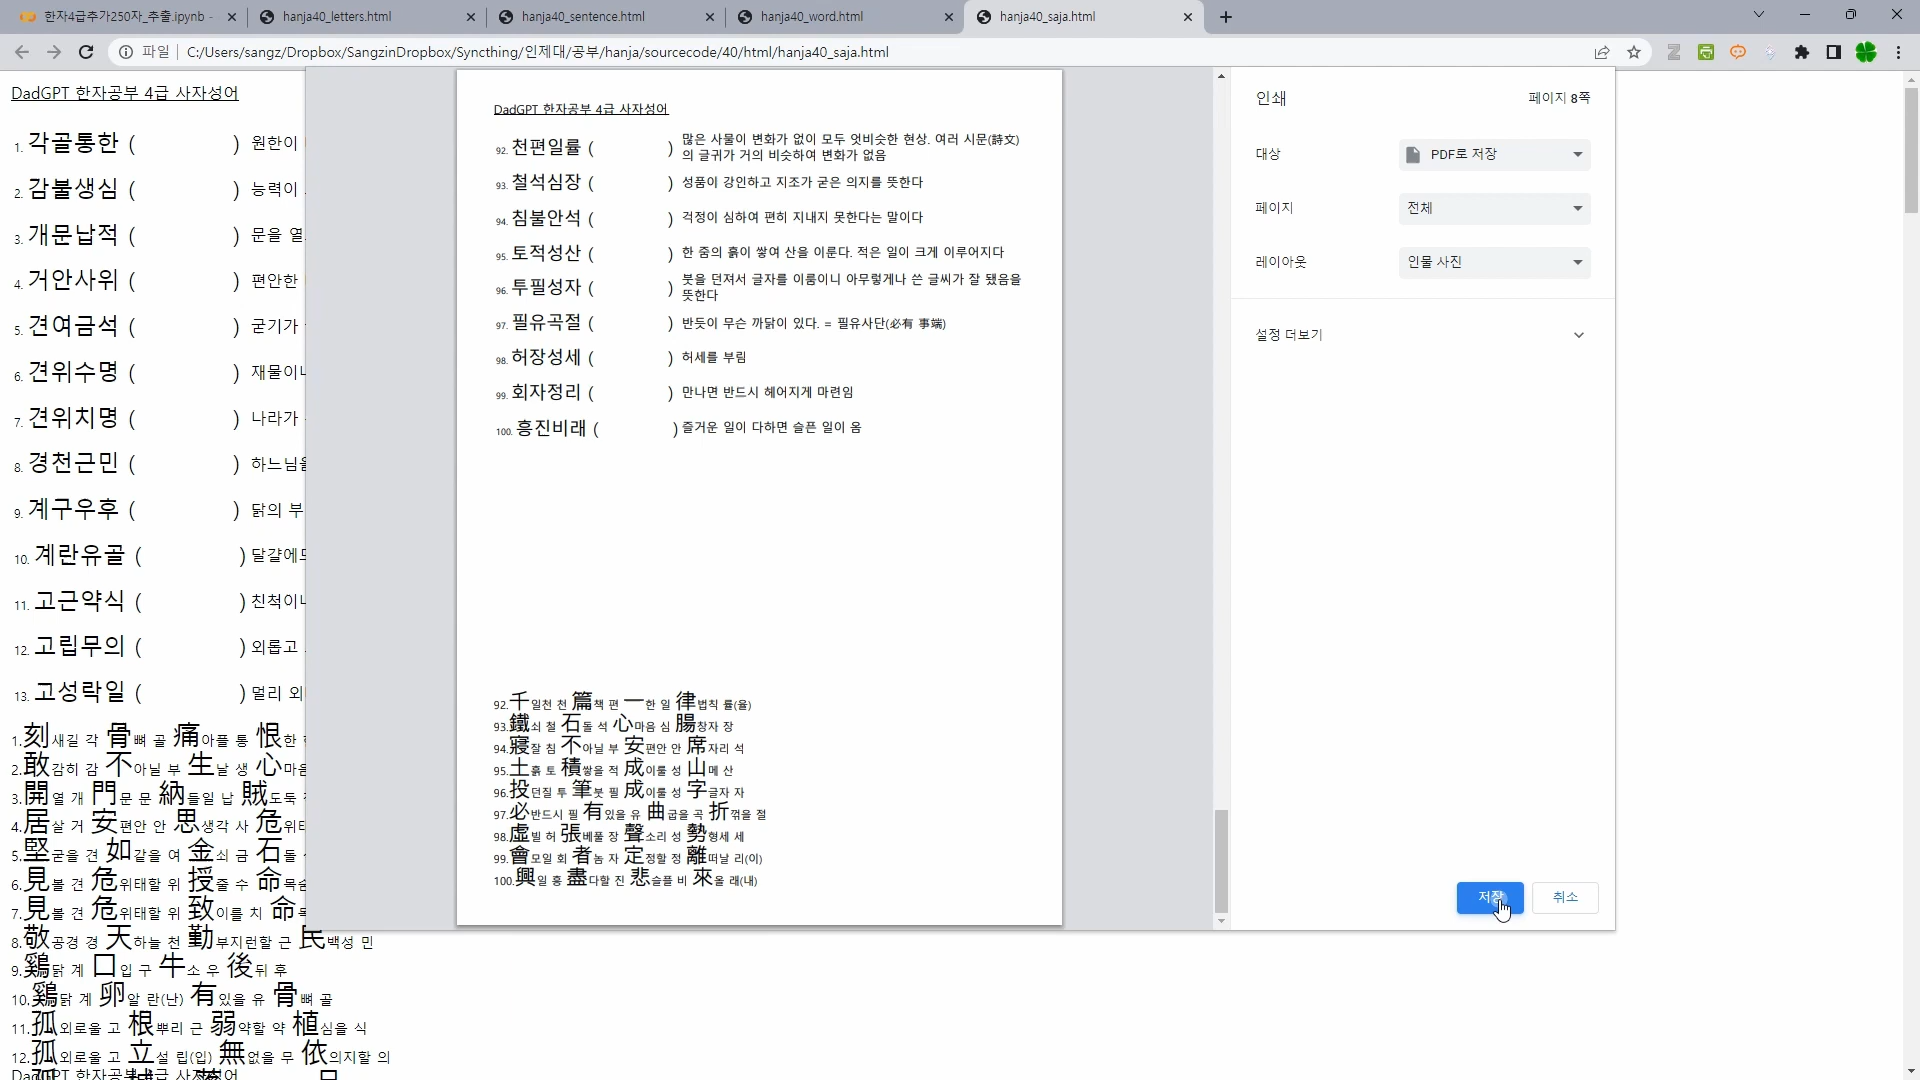 한자4급추가250자_추출.ipynb -
hanja40_letters.html
hanja40_sentence.html
hanja40_word.html
hanja40_saja.html
파일 C:/Users/sangz/Dropbox/SangzinDropbox/Syncthing/인제대/공부/hanja/sourcecode/40/html/hanja40_saja.html
DadGPT 한자공부 4급 사자성어
1. 각골통한 ( ) 원한이
2. 감불생심 ( ) 능력이
3. 개문납적 ( ) 문을 열
4. 거안사위 ( ) 편안한
5. 견여금석 ( ) 굳기가
6. 견위수명 ( ) 재물이나
7. 견위치명 ( ) 나라가
8. 경천근민 ( ) 하느님을
9. 계구우후 ( ) 닭의 부
10. 계란유골 ( ) 달걀에도
11. 고근약식 ( ) 친척이나
12. 고립무의 ( ) 외롭고
13. 고성락일 ( ) 멀리 외
1.刻새길 각 骨뼈 골 痛아플 통 恨한
2.敢감히 감 不아닐 부 生날 생 心마음
3.開열 개 門문 문 納들일 납 賊도둑
4.居살 거 安편안 안 思생각 사 危위태
5.堅굳을 견 如같을 여 金쇠 금 石돌
6.見볼 견 危위태할 위 授줄 수 命목숨
7.見볼 견 危위태할 위 致이를 치 命
8.敬공경 경 天하늘 천 勤부지런할 근 民백성 민
9.鷄닭 계 口입 구 牛소 우 後뒤 후
10.鷄닭 계 卵알 란(난) 有있을 유 骨뼈 골
11.孤외로울 고 根뿌리 근 弱약할 약 植심을 식
12.孤외로울 고 立설 립(입) 無없을 무 依의지할 의
DadGPT 한자공부 4급 사자성어
DadGPT 한자공부 4급 사자성어
92. 천편일률 ( ) 많은 사물이 변화가 없이 모두 엇비슷한 현상. 여러 시문(詩文)
의 글귀가 거의 비슷하여 변화가 없음
93. 철석심장 ( ) 성품이 강인하고 지조가 굳은 의지를 뜻한다
94. 침불안석 ( ) 걱정이 심하여 편히 지내지 못한다는 말이다
95. 토적성산 ( ) 한 줌의 흙이 쌓여 산을 이룬다. 적은 일이 크게 이루어지다
96. 투필성자 ( ) 붓을 던져서 글자를 이룸이니 아무렇게나 쓴 글씨가 잘 됐음을
뜻한다
97. 필유곡절 ( ) 반듯이 무슨 까닭이 있다. = 필유사단(必有 事端)
98. 허장성세 ( ) 허세를 부림
99. 회자정리 ( ) 만나면 반드시 헤어지게 마련임
100. 흥진비래 ( ) 즐거운 일이 다하면 슬픈 일이 옴
92.千일천 천 篇책 편 一한 일 律법칙 률(율)
93.鐵쇠 철 石돌 석 心마음 심 腸창자 장
94.寢잘 침 不아닐 부 安편안 안 席자리 석
95.土흙 토 積쌓을 적 成이룰 성 山메 산
96.投던질 투 筆붓 필 成이룰 성 字글자 자
97.必반드시 필 有있을 유 曲굽을 곡 折꺾을 절
98.虛빌 허 張베풀 장 聲소리 성 勢형세 세
99.會모일 회 者놈 자 定정할 정 離떠날 리(이)
100.興일 흥 盡다할 진 悲슬플 비 來올 래(내)
인쇄 페이지 8쪽
대상 PDF로 저장
페이지 전체
레이아웃 인물 사진
설정 더보기
저장 취소